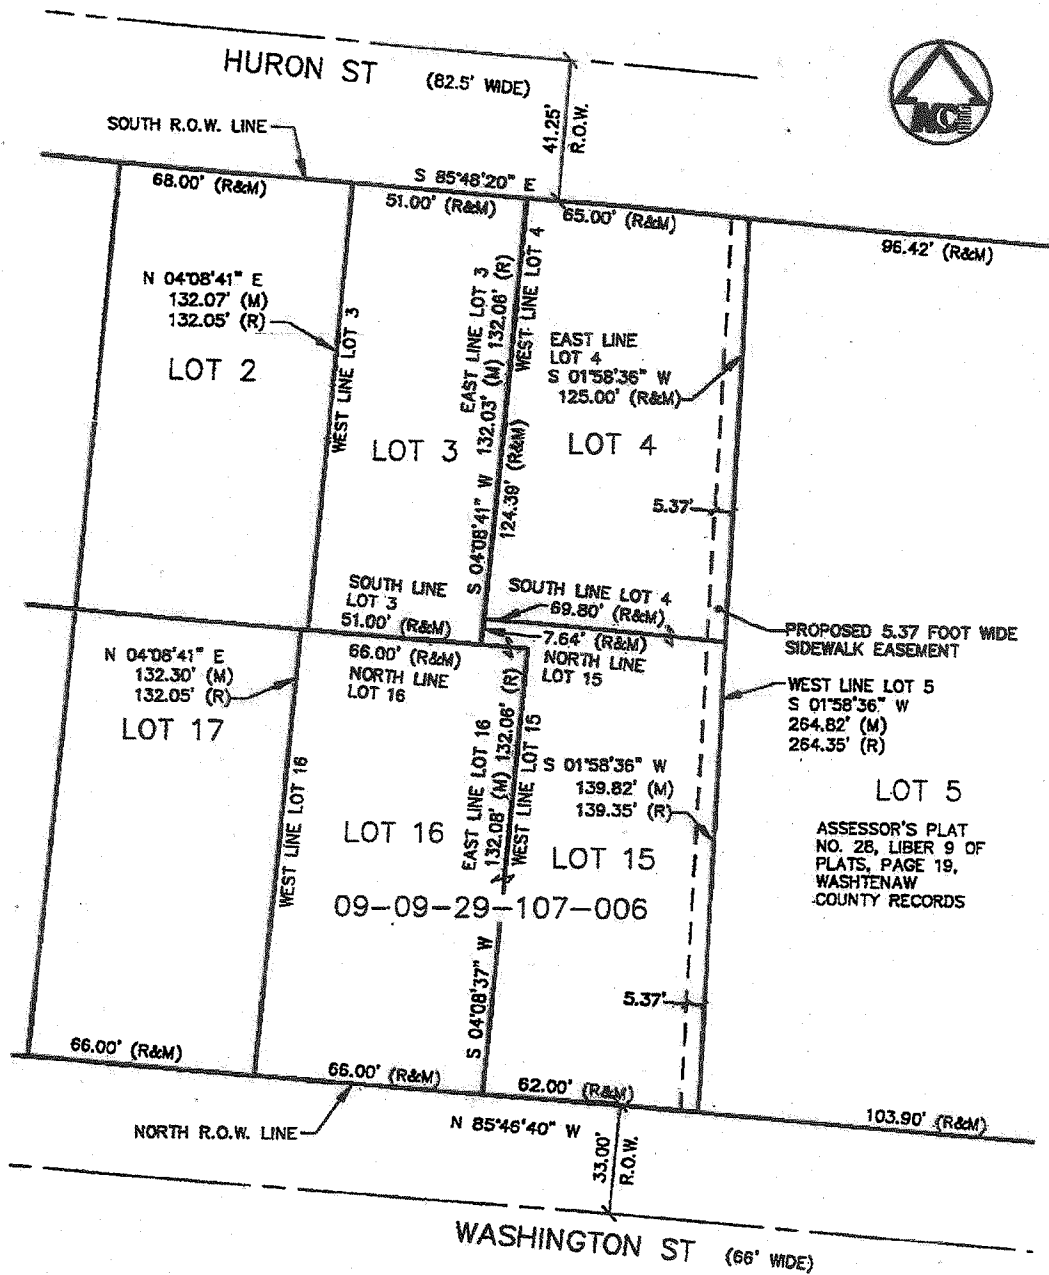 HURON ST (82.5' WIDE)
41.25'
R.O.W.
NCE
SOUTH R.O.W. LINE
68.00' (R&M)
S 85°48'20" E
51.00' (R&M)
65.00' (R&M)
96.42' (R&M)
N 04°08'41" E
132.07' (M)
132.05' (R)
LOT 2
WEST LINE LOT 3
LOT 3
EAST LINE LOT 3
S 04°08'41" W 132.03' (M) 132.06' (R)
124.39' (R&M)
WEST LINE LOT 4
EAST LINE
LOT 4
S 01°58'36" W
125.00' (R&M)
LOT 4
5.37'
SOUTH LINE
LOT 3
51.00' (R&M)
SOUTH LINE LOT 4
69.80' (R&M)
7.64' (R&M)
NORTH LINE
LOT 15
66.00' (R&M)
NORTH LINE
LOT 16
PROPOSED 5.37 FOOT WIDE
SIDEWALK EASEMENT
WEST LINE LOT 5
S 01°58'36" W
264.82' (M)
264.35' (R)
LOT 5
ASSESSOR'S PLAT
NO. 28, LIBER 9 OF
PLATS, PAGE 19,
WASHTENAW
COUNTY RECORDS
N 04°08'41" E
132.30' (M)
132.05' (R)
LOT 17
WEST LINE LOT 16
LOT 16
EAST LINE LOT 16
132.08' (M) 132.06' (R)
WEST LINE LOT 15
S 01°58'36" W
139.82' (M)
139.35' (R)
LOT 15
09-09-29-107-006
S 04°08'37" W
5.37'
66.00' (R&M)
66.00' (R&M)
62.00' (R&M)
103.90' (R&M)
NORTH R.O.W. LINE
N 85°46'40" W
33.00'
R.O.W.
WASHINGTON ST (66' WIDE)